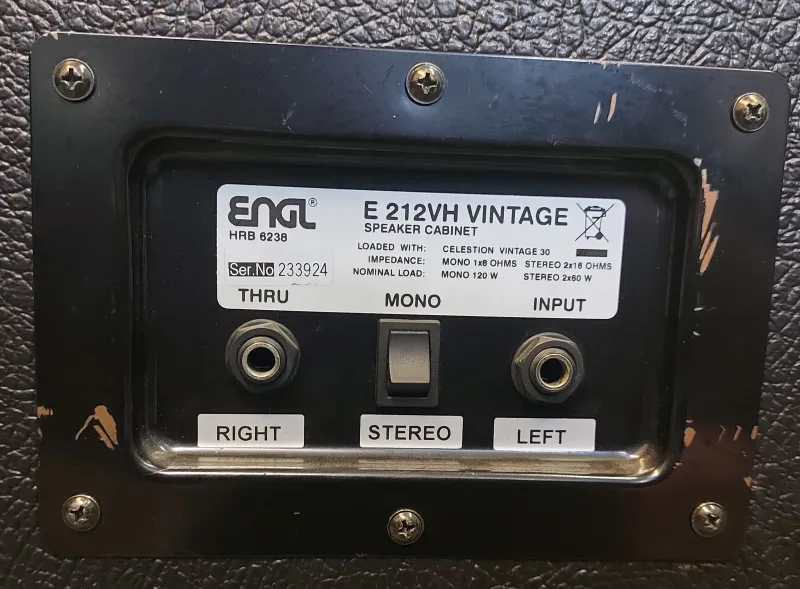 ENGL®
HRB 6238
E 212VH VINTAGE
SPEAKER CABINET
LOADED WITH: CELESTION VINTAGE 30
IMPEDANCE: MONO 1x8 OHMS STEREO 2x16 OHMS
NOMINAL LOAD: MONO 120 W STEREO 2x60 W
Ser.No 233924
THRU MONO INPUT
RIGHT STEREO LEFT